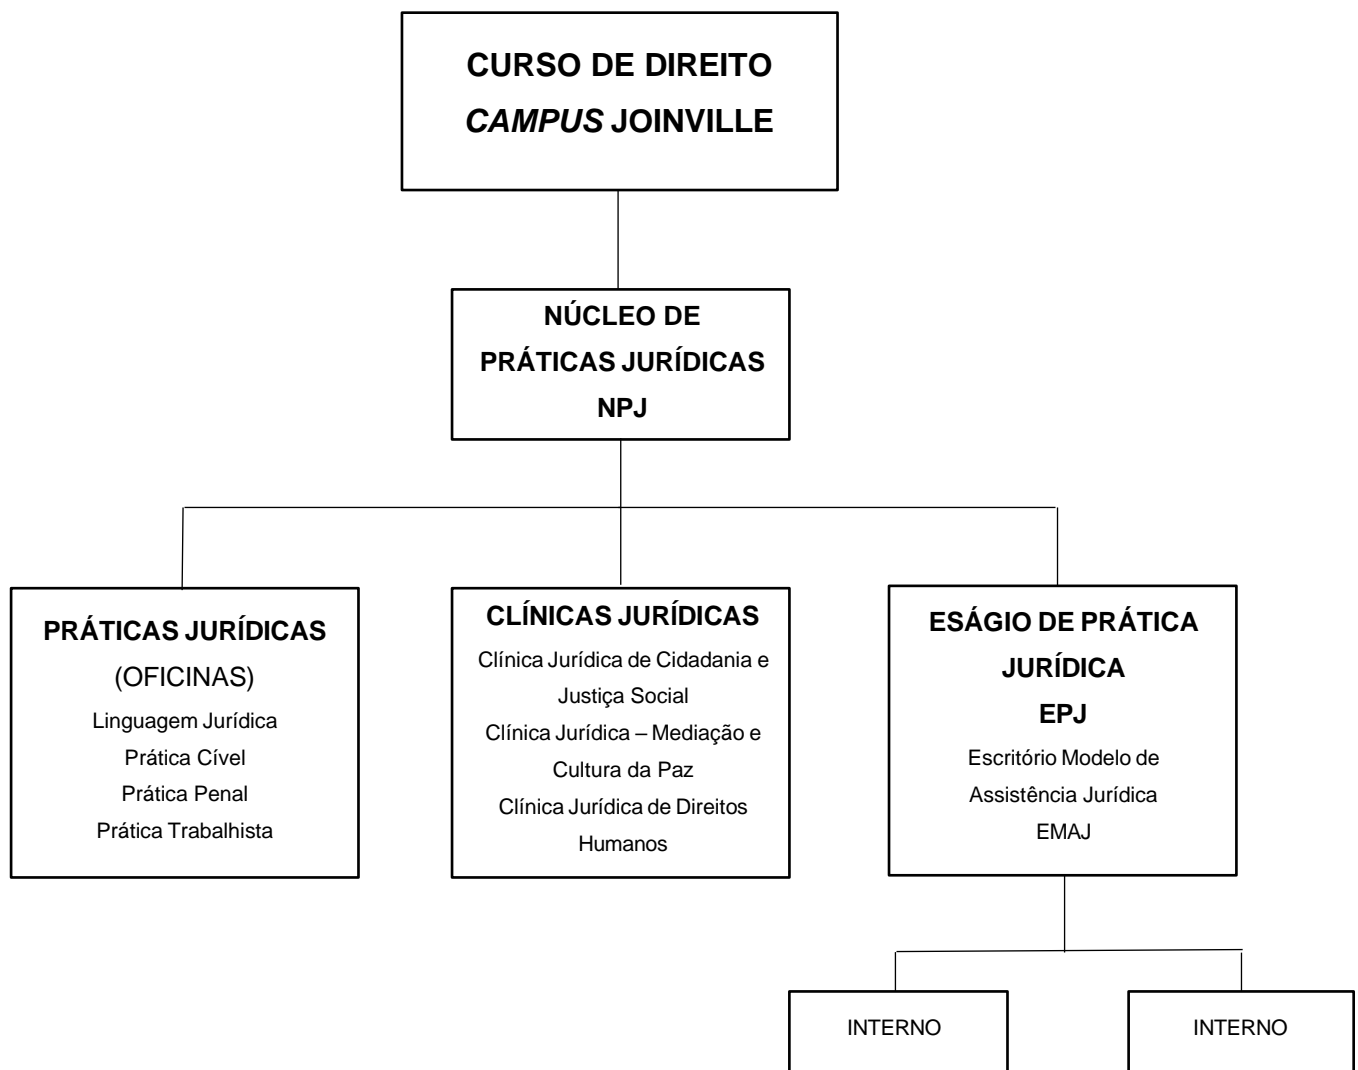 CURSO DE DIREITO
CAMPUS JOINVILLE
NÚCLEO DE
PRÁTICAS JURÍDICAS
NPJ
PRÁTICAS JURÍDICAS
(OFICINAS)
Linguagem Jurídica
Prática Cível
Prática Penal
Prática Trabalhista
CLÍNICAS JURÍDICAS
Clínica Jurídica de Cidadania e
Justiça Social
Clínica Jurídica – Mediação e
Cultura da Paz
Clínica Jurídica de Direitos
Humanos
ESÁGIO DE PRÁTICA
JURÍDICA
EPJ
Escritório Modelo de
Assistência Jurídica
EMAJ
INTERNO
INTERNO